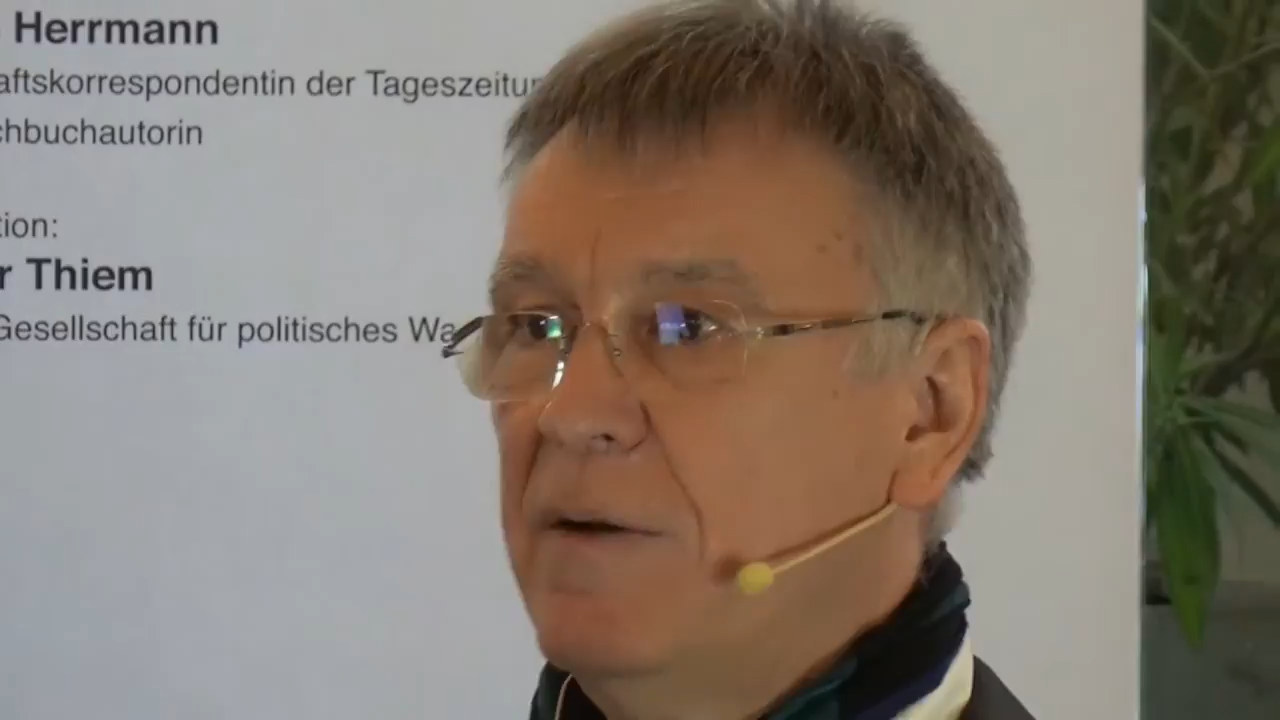 Herrmann
aftskorrespondentin der Tageszeitun
chbuchautorin
tion:
r Thiem
Gesellschaft für politisches Wa